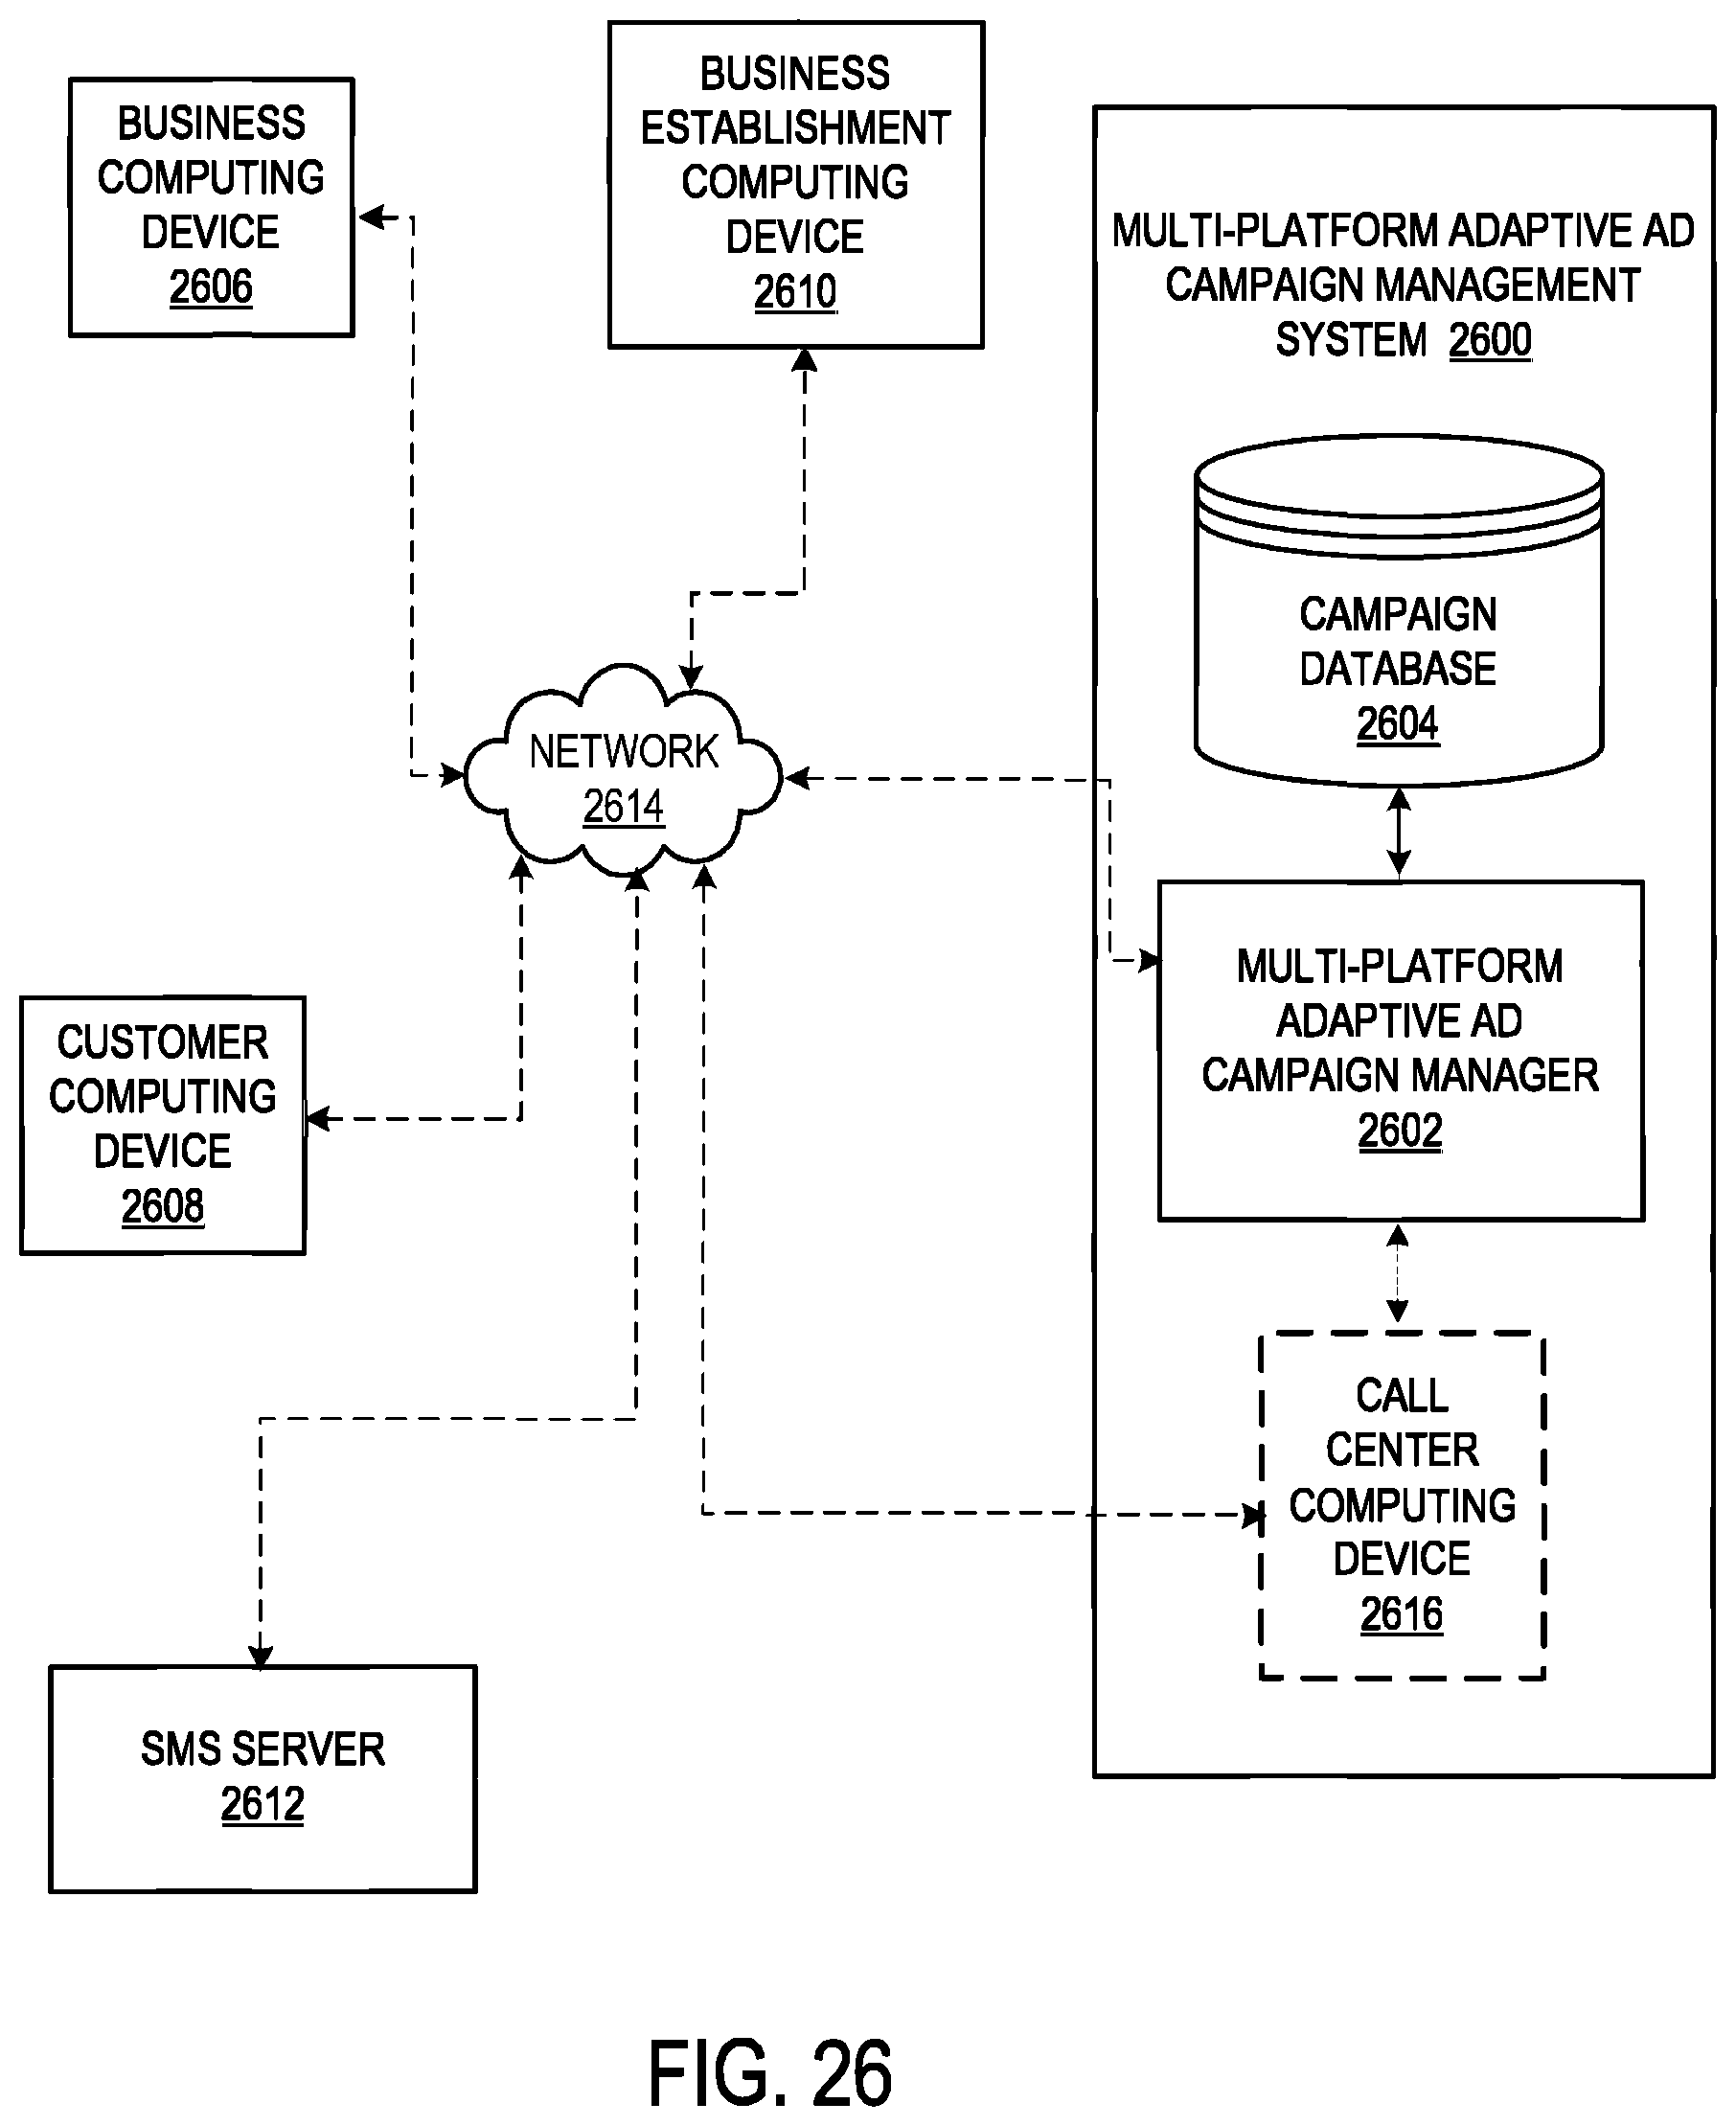 BUSINESS
COMPUTING
DEVICE
2606
BUSINESS
ESTABLISHMENT
COMPUTING
DEVICE
2610
MULTI-PLATFORM ADAPTIVE AD
CAMPAIGN MANAGEMENT
SYSTEM 2600
CAMPAIGN
DATABASE
2604
NETWORK
2614
MULTI-PLATFORM
ADAPTIVE AD
CAMPAIGN MANAGER
2602
CUSTOMER
COMPUTING
DEVICE
2608
CALL
CENTER
COMPUTING
DEVICE
2616
SMS SERVER
2612
FIG. 26